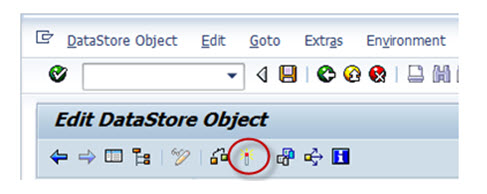 DataStore Object Edit Goto Extras Environment
Edit DataStore Object